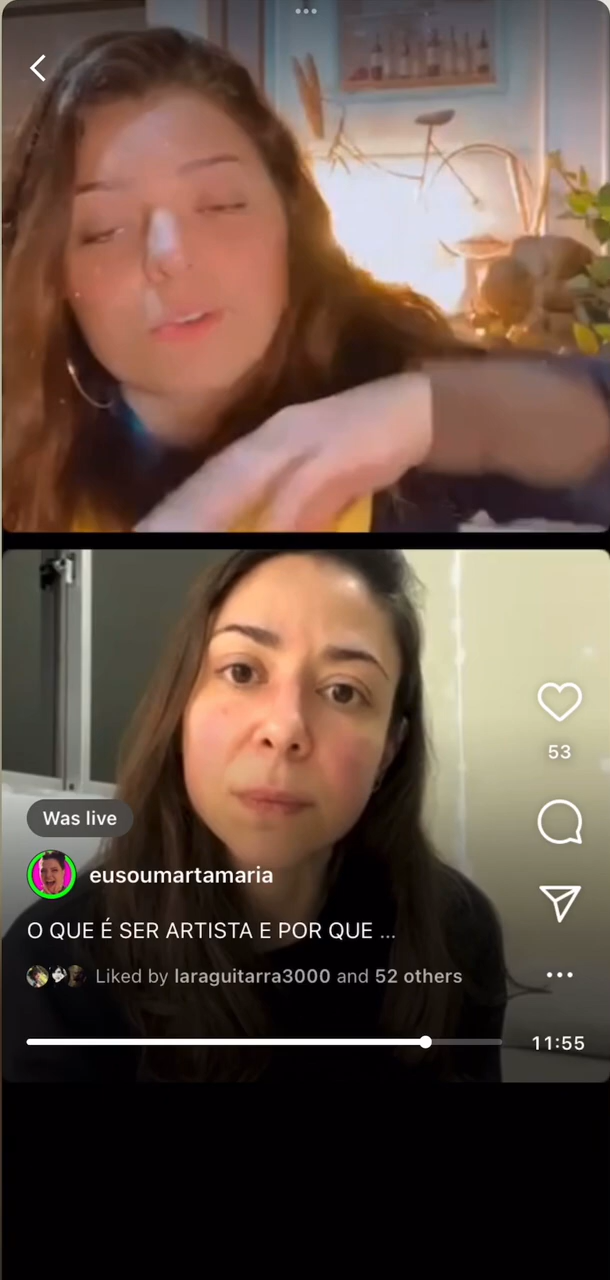 Was live
eusoumartamaria
O QUE É SER ARTISTA E POR QUE ...
Liked by laraguitarra3000 and 52 others
53
11:55